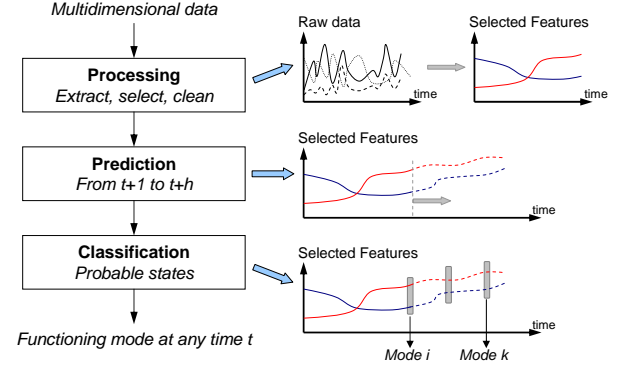 Multidimensional data
Processing
Extract, select, clean
Prediction
From t+1 to t+h
Classification
Probable states
Functioning mode at any time t
Raw data
time
Selected Features
time
Selected Features
time
Selected Features
time
Mode i
Mode k